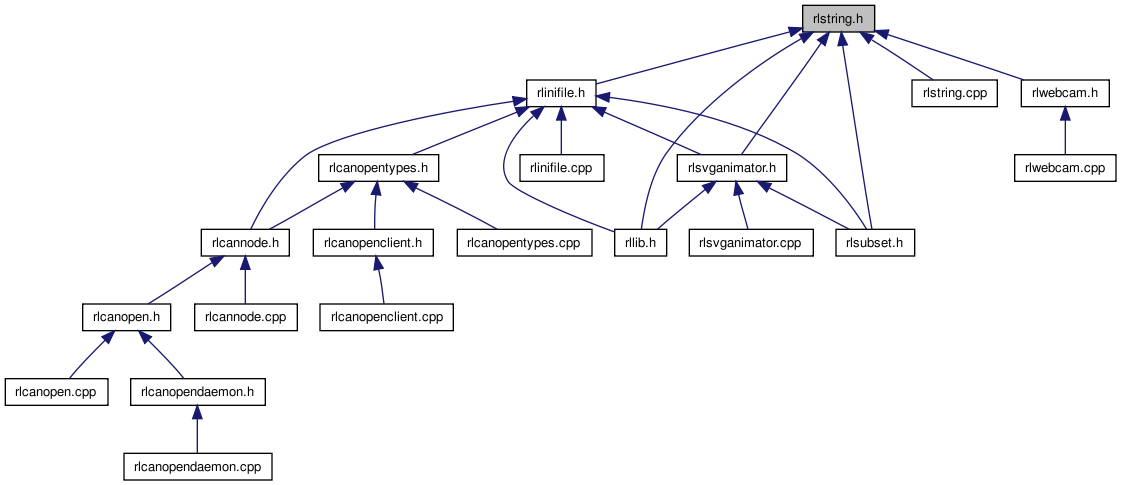 rlstring.h
rlinifile.h
rlstring.cpp
rlwebcam.h
rlcanopentypes.h
rlinifile.cpp
rlsvganimator.h
rlwebcam.cpp
rlcannode.h
rlcanopenclient.h
rlcanopentypes.cpp
rllib.h
rlsvganimator.cpp
rlsubset.h
rlcanopen.h
rlcannode.cpp
rlcanopenclient.cpp
rlcanopen.cpp
rlcanopendaemon.h
rlcanopendaemon.cpp